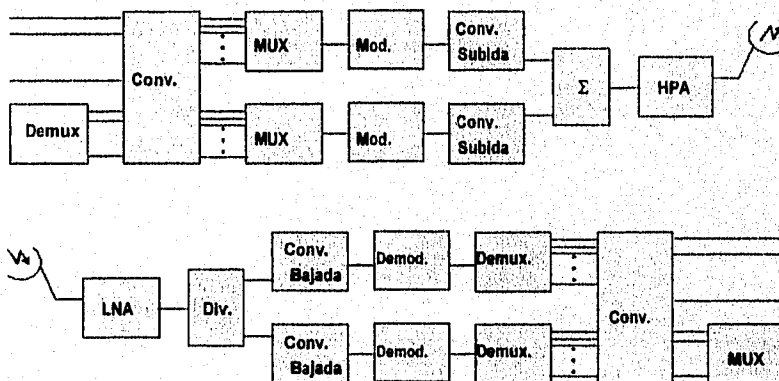 Conv.
Demux
MUX
Mod.
Conv.
Subida
MUX
Mod.
Conv.
Subida
Σ
HPA
LNA
Div.
Conv.
Bajada
Demod.
Demux.
Conv.
Bajada
Demod.
Demux.
Conv.
MUX